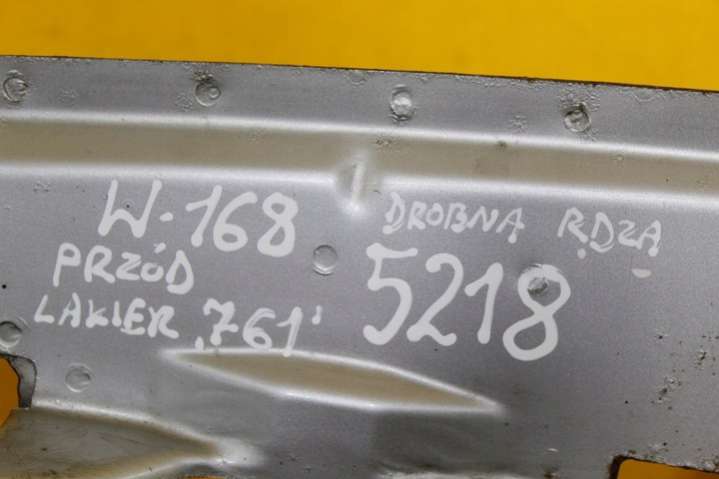 W.168
PRZÓD
LAKIER ,761'
DROBNA RDZA
5218